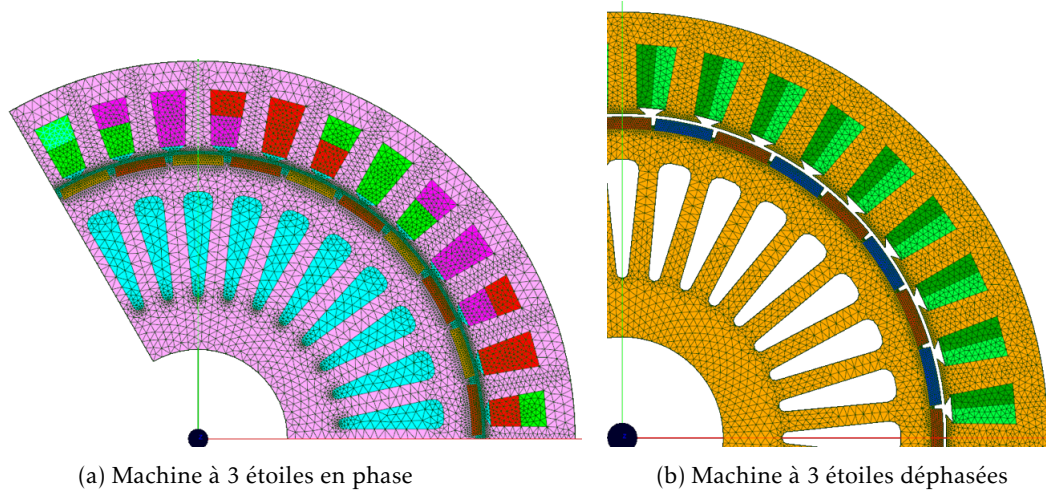 (a) Machine à 3 étoiles en phase
(b) Machine à 3 étoiles déphasées